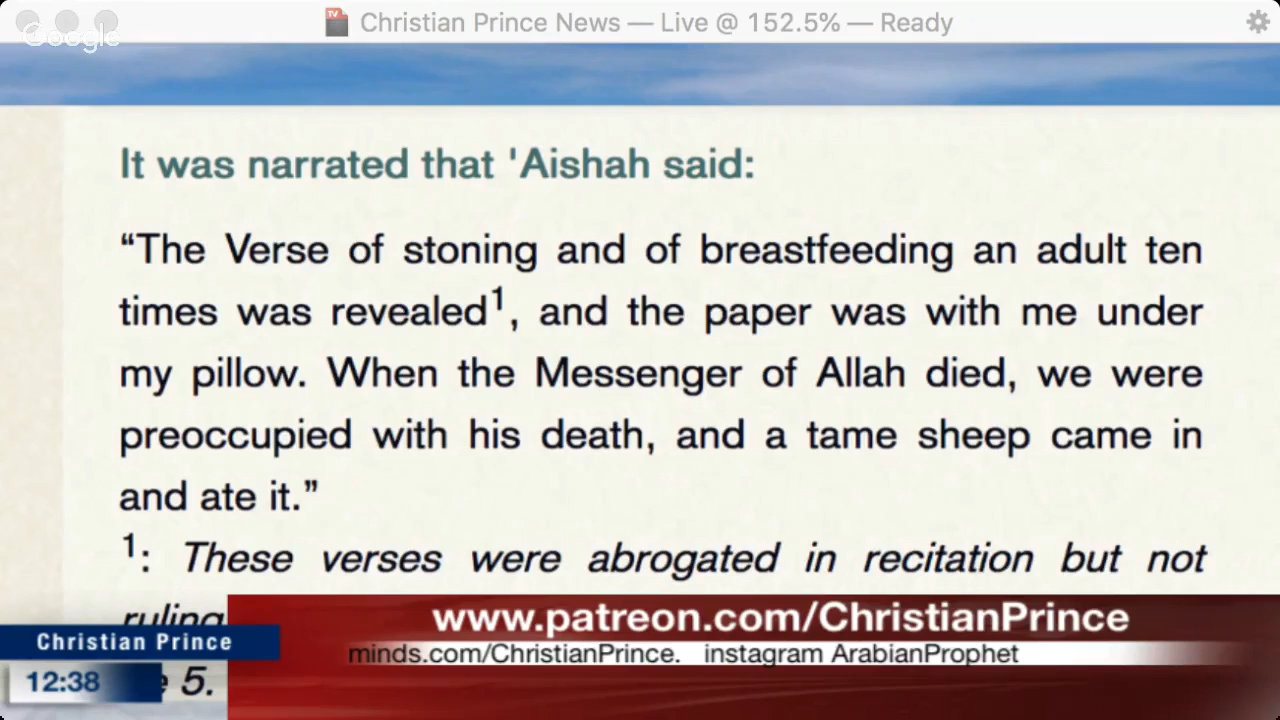 Christian Prince News — Live @ 152.5% — Ready
Google
It was narrated that 'Aishah said:
“The Verse of stoning and of breastfeeding an adult ten
times was revealed1, and the paper was with me under
my pillow. When the Messenger of Allah died, we were
preoccupied with his death, and a tame sheep came in
and ate it.”
1: These verses were abrogated in recitation but not
ruling
www.patreon.com/ChristianPrince
Christian Prince
minds.com/ChristianPrince. instagram ArabianProphet
12:38
5.